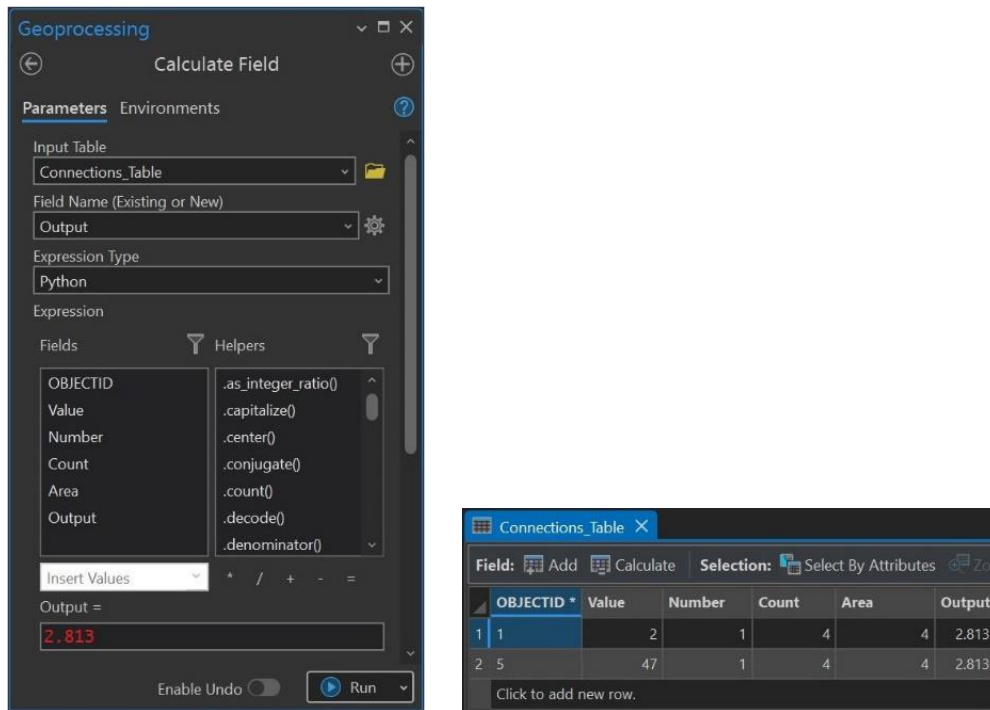 Geoprocessing
Calculate Field
Parameters Environments
Input Table
Connections_Table
Field Name (Existing or New)
Output
Expression Type
Python
Expression
Fields Helpers
OBJECTID .as_integer_ratio()
Value .capitalize()
Number .center()
Count .conjugate()
Area .count()
Output .decode()
.denominator()
Insert Values * / + - =
Output =
2.813
Enable Undo Run
Connections_Table
Field: Add Calculate Selection: Select By Attributes
OBJECTID * Value Number Count Area Output
1 1 2 1 4 4 2.813
2 5 47 1 4 4 2.813
Click to add new row.